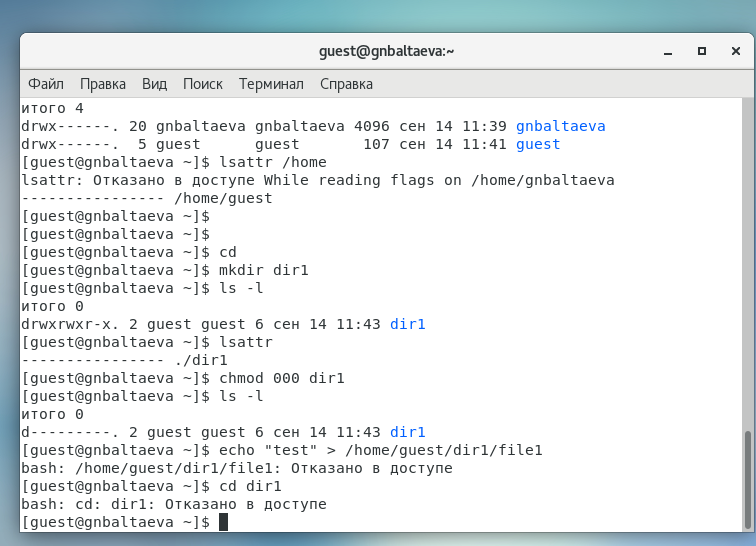 guest@gnbaltaeva:~
Файл Правка Вид Поиск Терминал Справка
итого 4
drwx------. 20 gnbaltaeva gnbaltaeva 4096 сен 14 11:39 gnbaltaeva
drwx------.  5 guest      guest       107 сен 14 11:41 guest
[guest@gnbaltaeva ~]$ lsattr /home
lsattr: Отказано в доступе While reading flags on /home/gnbaltaeva
---------------- /home/guest
[guest@gnbaltaeva ~]$
[guest@gnbaltaeva ~]$
[guest@gnbaltaeva ~]$ cd
[guest@gnbaltaeva ~]$ mkdir dir1
[guest@gnbaltaeva ~]$ ls -l
итого 0
drwxrwxr-x. 2 guest guest 6 сен 14 11:43 dir1
[guest@gnbaltaeva ~]$ lsattr
---------------- ./dir1
[guest@gnbaltaeva ~]$ chmod 000 dir1
[guest@gnbaltaeva ~]$ ls -l
итого 0
d---------. 2 guest guest 6 сен 14 11:43 dir1
[guest@gnbaltaeva ~]$ echo "test" > /home/guest/dir1/file1
bash: /home/guest/dir1/file1: Отказано в доступе
[guest@gnbaltaeva ~]$ cd dir1
bash: cd: dir1: Отказано в доступе
[guest@gnbaltaeva ~]$